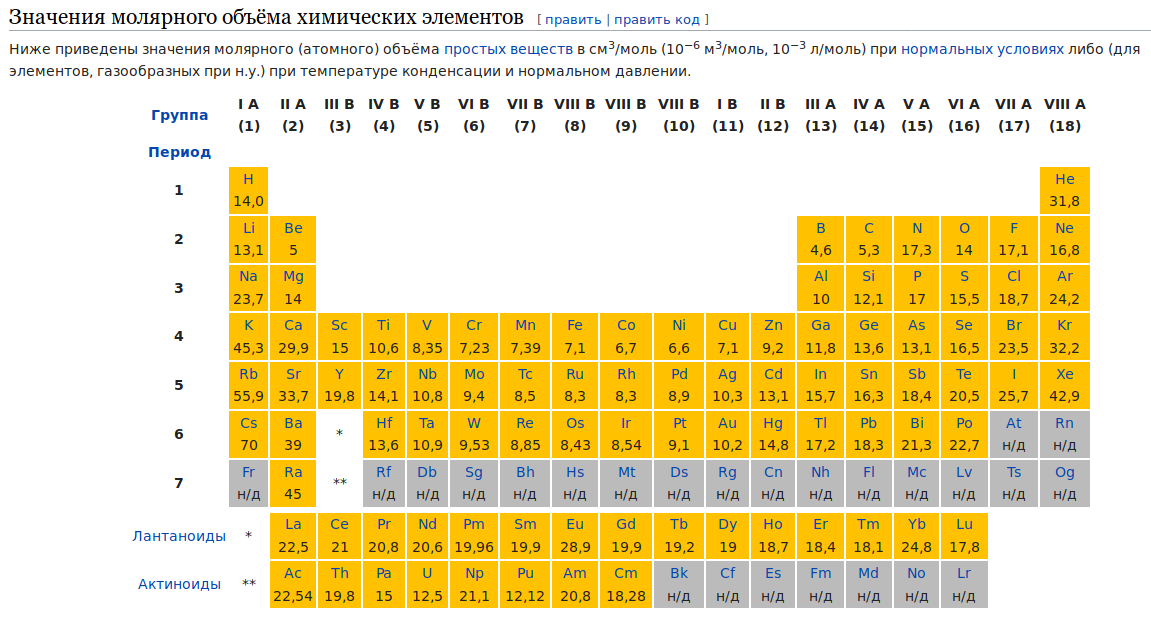 Значения молярного объёма химических элементов [ править | править код ]
Ниже приведены значения молярного (атомного) объёма простых веществ в см³/моль (10⁻⁶ м³/моль, 10⁻³ л/моль) при нормальных условиях либо (для
элементов, газообразных при н.у.) при температуре конденсации и нормальном давлении.
Группа I A II A III B IV B V B VI B VII B VIII B VIII B VIII B I B II B III A IV A V A VI A VII A VIII A
(1) (2) (3) (4) (5) (6) (7) (8) (9) (10) (11) (12) (13) (14) (15) (16) (17) (18)
Период
1 H He
14,0 31,8
2 Li Be B C N O F Ne
13,1 5 4,6 5,3 17,3 14 17,1 16,8
3 Na Mg Al Si P S Cl Ar
23,7 14 10 12,1 17 15,5 18,7 24,2
4 K Ca Sc Ti V Cr Mn Fe Co Ni Cu Zn Ga Ge As Se Br Kr
45,3 29,9 15 10,6 8,35 7,23 7,39 7,1 6,7 6,6 7,1 9,2 11,8 13,6 13,1 16,5 23,5 32,2
5 Rb Sr Y Zr Nb Mo Tc Ru Rh Pd Ag Cd In Sn Sb Te I Xe
55,9 33,7 19,8 14,1 10,8 9,4 8,5 8,3 8,3 8,9 10,3 13,1 15,7 16,3 18,4 20,5 25,7 42,9
6 Cs Ba * Hf Ta W Re Os Ir Pt Au Hg Tl Pb Bi Po At Rn
70 39 13,6 10,9 9,53 8,85 8,43 8,54 9,1 10,2 14,8 17,2 18,3 21,3 22,7 н/д н/д
7 Fr Ra ** Rf Db Sg Bh Hs Mt Ds Rg Cn Nh Fl Mc Lv Ts Og
н/д 45 н/д н/д н/д н/д н/д н/д н/д н/д н/д н/д н/д н/д н/д н/д н/д
Лантаноиды * La Ce Pr Nd Pm Sm Eu Gd Tb Dy Ho Er Tm Yb Lu
22,5 21 20,8 20,6 19,96 19,9 28,9 19,9 19,2 19 18,7 18,4 18,1 24,8 17,8
Актиноиды ** Ac Th Pa U Np Pu Am Cm Bk Cf Es Fm Md No Lr
22,54 19,8 15 12,5 21,1 12,12 20,8 18,28 н/д н/д н/д н/д н/д н/д н/д